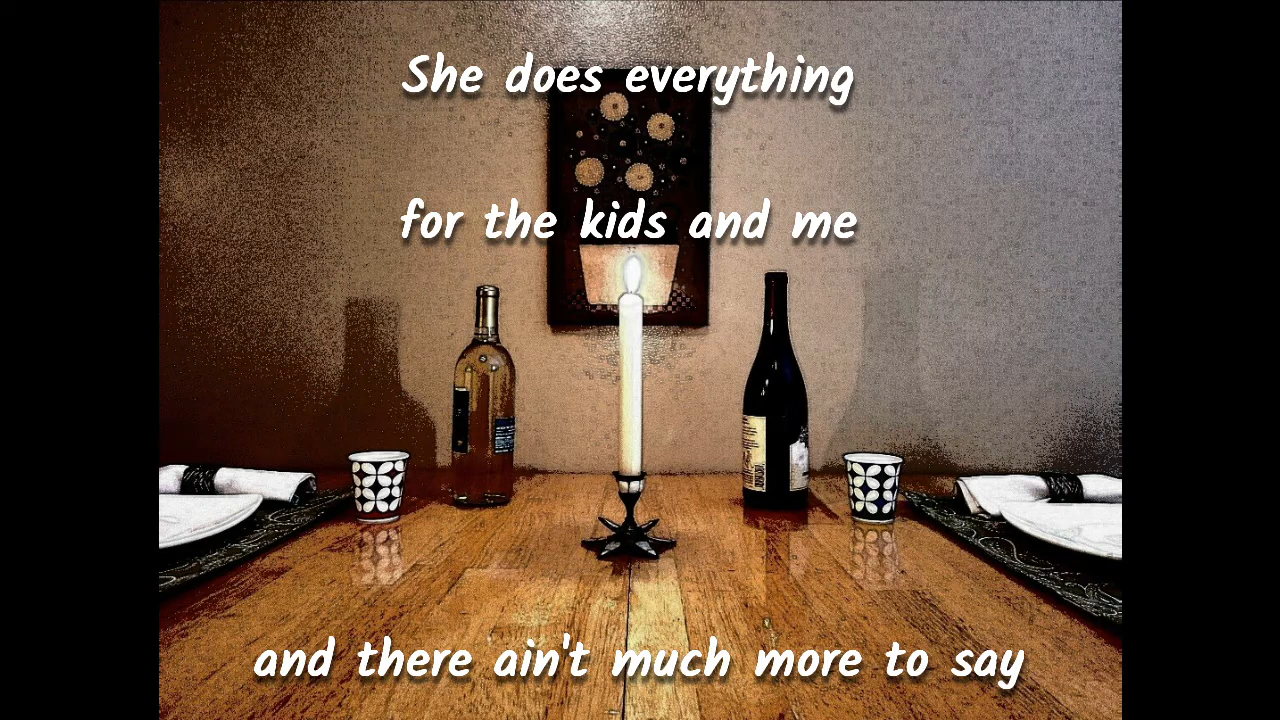 She does everything
for the kids and me
and there ain't much more to say